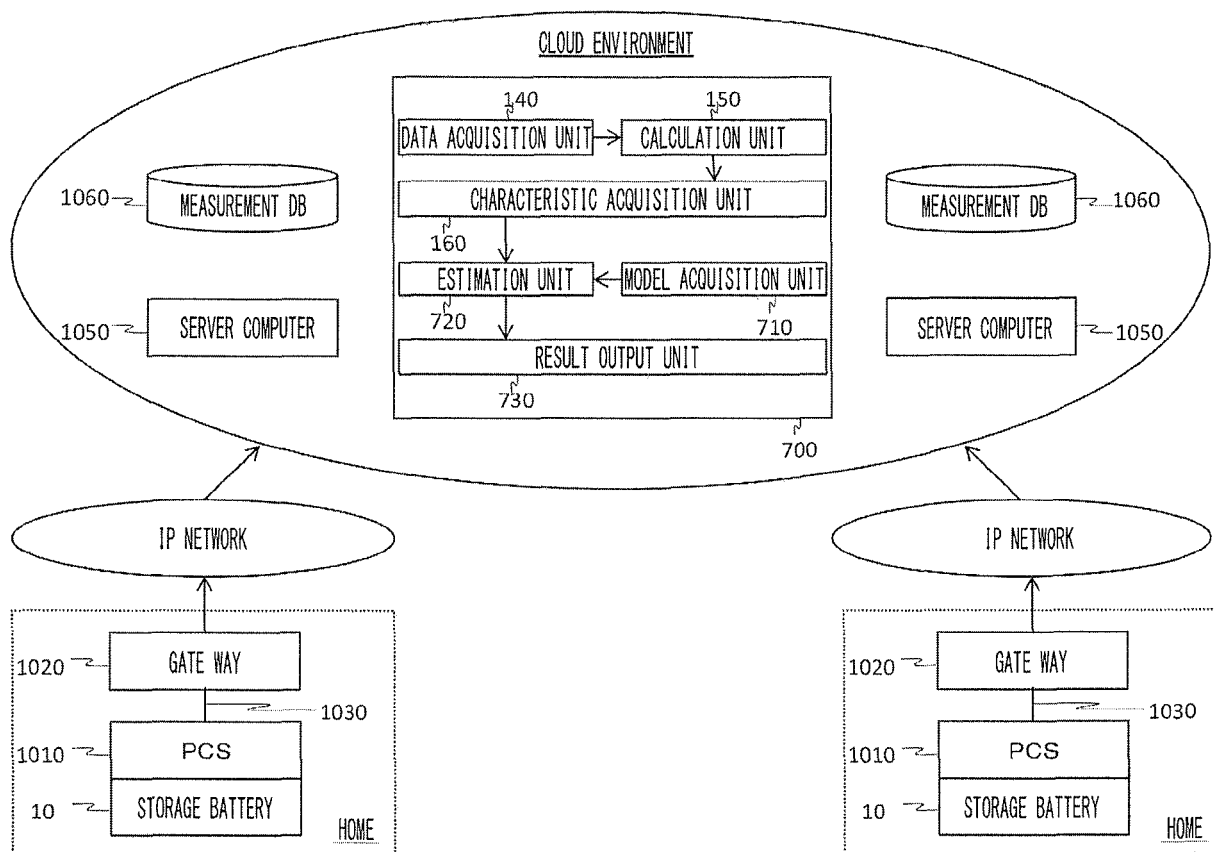 CLOUD ENVIRONMENT
140
150
DATA ACQUISITION UNIT
CALCULATION UNIT
1060
MEASUREMENT DB
CHARACTERISTIC ACQUISITION UNIT
MEASUREMENT DB
1060
160
ESTIMATION UNIT
MODEL ACQUISITION UNIT
720
710
1050
SERVER COMPUTER
SERVER COMPUTER
1050
RESULT OUTPUT UNIT
730
700
IP NETWORK
IP NETWORK
1020
GATE WAY
1020
GATE WAY
1030
1030
1010
PCS
1010
PCS
10
STORAGE BATTERY
HOME
10
STORAGE BATTERY
HOME